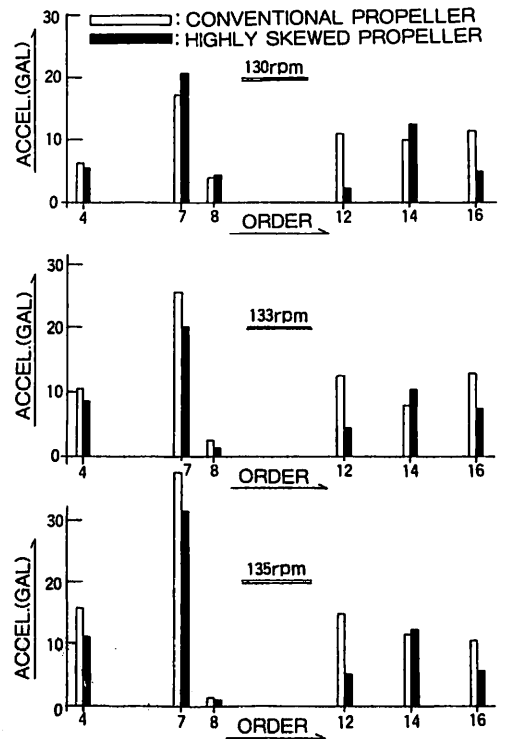 : CONVENTIONAL PROPELLER
: HIGHLY SKEWED PROPELLER
ACCEL.(GAL)
30
20
10
0
130rpm
4 7 8 12 14 16
ORDER
ACCEL.(GAL)
30
20
10
0
133rpm
4 7 8 12 14 16
ORDER
ACCEL.(GAL)
30
20
10
0
135rpm
4 7 8 12 14 16
ORDER